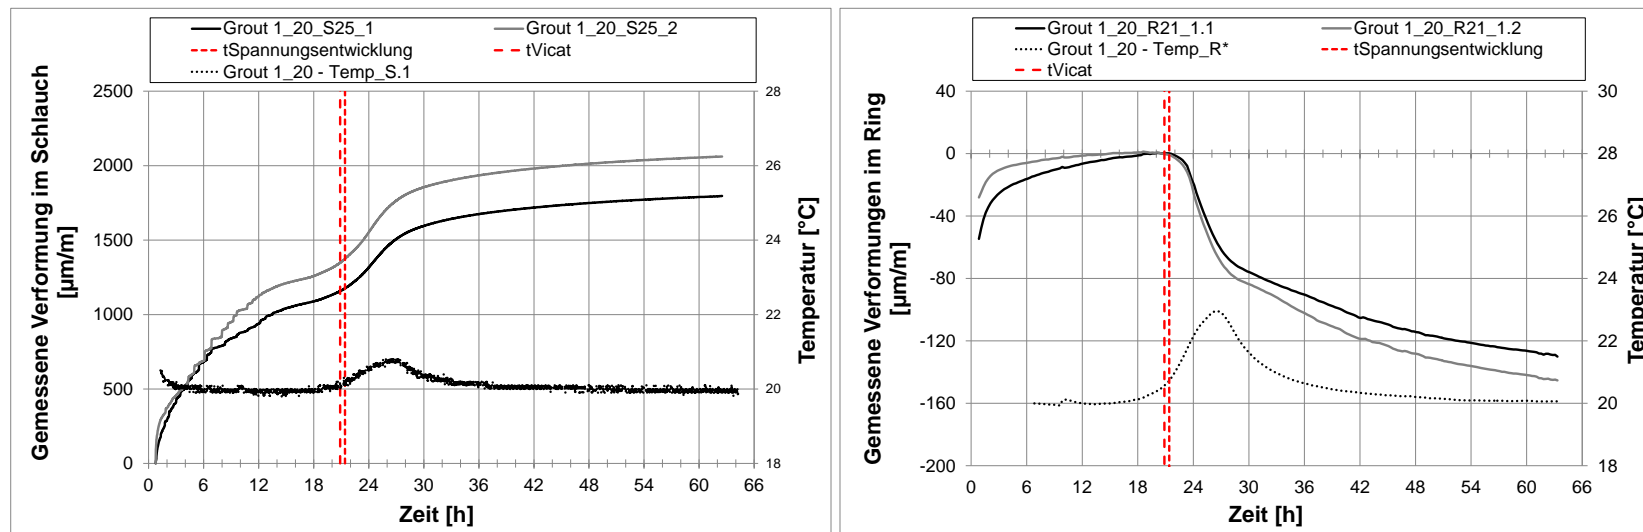 Grout 1_20_S25_1
Grout 1_20_S25_2
tSpannungsentwicklung
tVicat
Grout 1_20 - Temp_S.1
Gemessene Verformung im Schlauch
[µm/m]
2500
2000
1500
1000
500
0
28
26
24
22
20
18
Temperatur [°C]
0 6 12 18 24 30 36 42 48 54 60 66
Zeit [h]
Grout 1_20_R21_1.1
Grout 1_20_R21_1.2
Grout 1_20 - Temp_R*
tSpannungsentwicklung
tVicat
Gemessene Verformungen im Ring
[µm/m]
40
0
-40
-80
-120
-160
-200
30
28
26
24
22
20
18
Temperatur [°C]
0 6 12 18 24 30 36 42 48 54 60 66
Zeit [h]